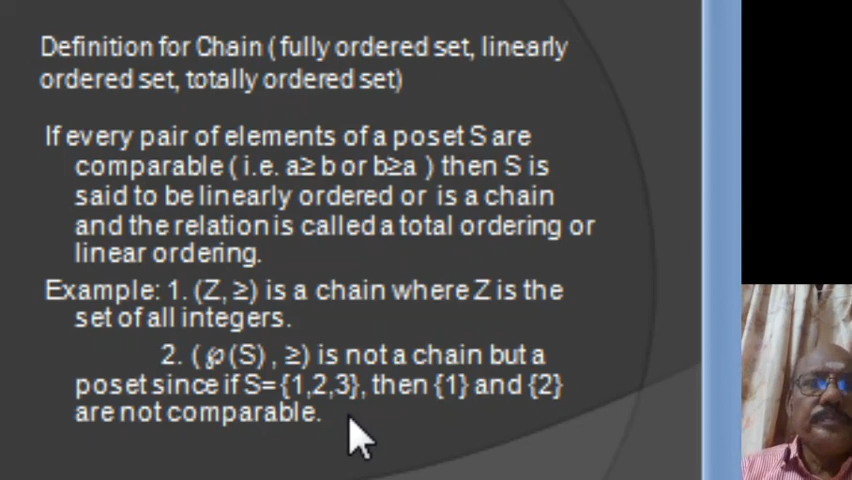 Definition for Chain ( fully ordered set, linearly
ordered set, totally ordered set)
If every pair of elements of a poset S are
comparable ( i.e. a≥ b or b≥a ) then S is
said to be linearly ordered or is a chain
and the relation is called a total ordering or
linear ordering.
Example: 1. (Z, ≥) is a chain where Z is the
set of all integers.
2. ( ℘(S) , ≥) is not a chain but a
poset since if S={1,2,3}, then {1} and {2}
are not comparable.